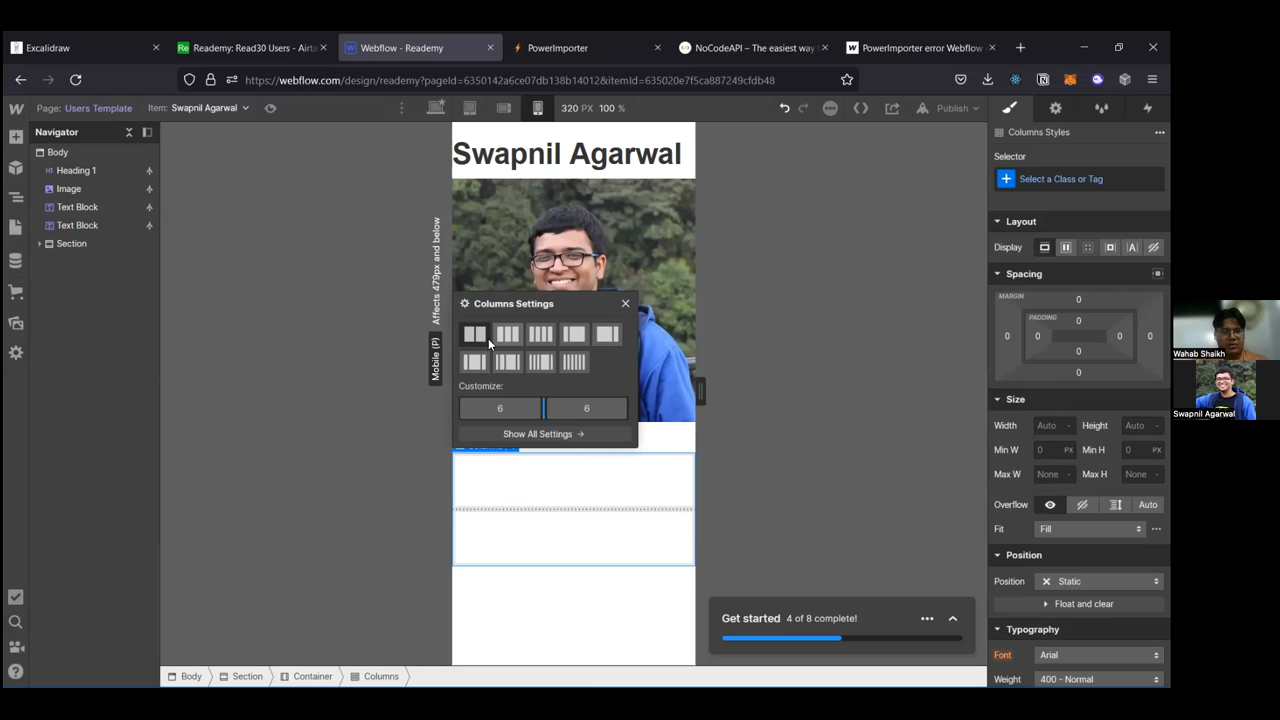 Excalidraw
Reademy: Read30 Users - Airta
Webflow - Reademy
PowerImporter
NoCodeAPI – The easiest way
PowerImporter error Webflow
https://webflow.com/design/reademy?pageId=6350142a6ce07db138b14012&itemId=635020e7f5ca887249cfdb48
Page: Users Template
Item: Swapnil Agarwal
320 PX 100 %
Publish
Navigator
Body
H1 Heading 1
Image
Text Block
Text Block
Section
Affects 479px and below
Mobile (P)
Swapnil Agarwal
Columns Settings
Customize:
6
6
Show All Settings
Get started 4 of 8 complete!
Body
Section
Container
Columns
Columns Styles
Selector
Select a Class or Tag
Layout
Display
Spacing
MARGIN
0
PADDING
0
0
0
0
0
0
0
Size
Width Auto Height Auto
Min W 0 PX Min H 0 PX
Max W None Max H None
Overflow Auto
Fit Fill
Position
Position Static
Float and clear
Typography
Font Arial
Weight 400 - Normal
Wahab Shaikh
Swapnil Agarwal